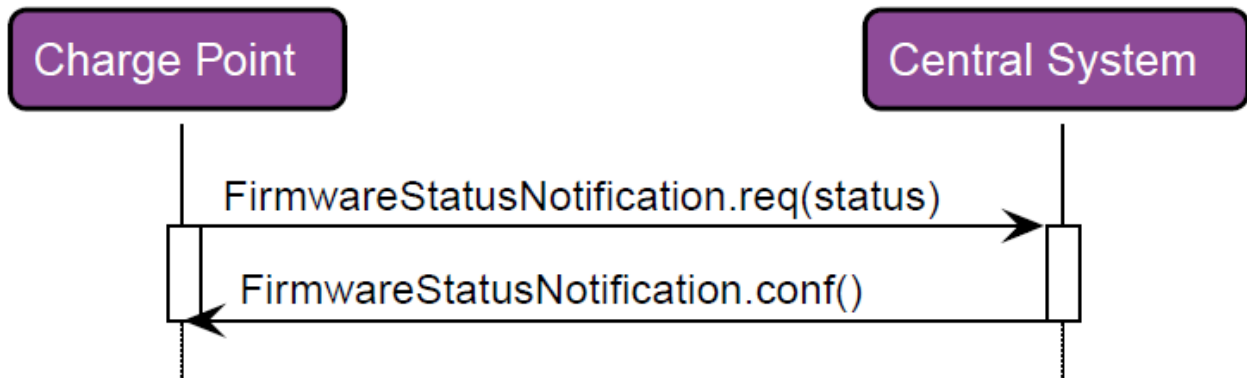 Charge Point
Central System
FirmwareStatusNotification.req(status)
FirmwareStatusNotification.conf()